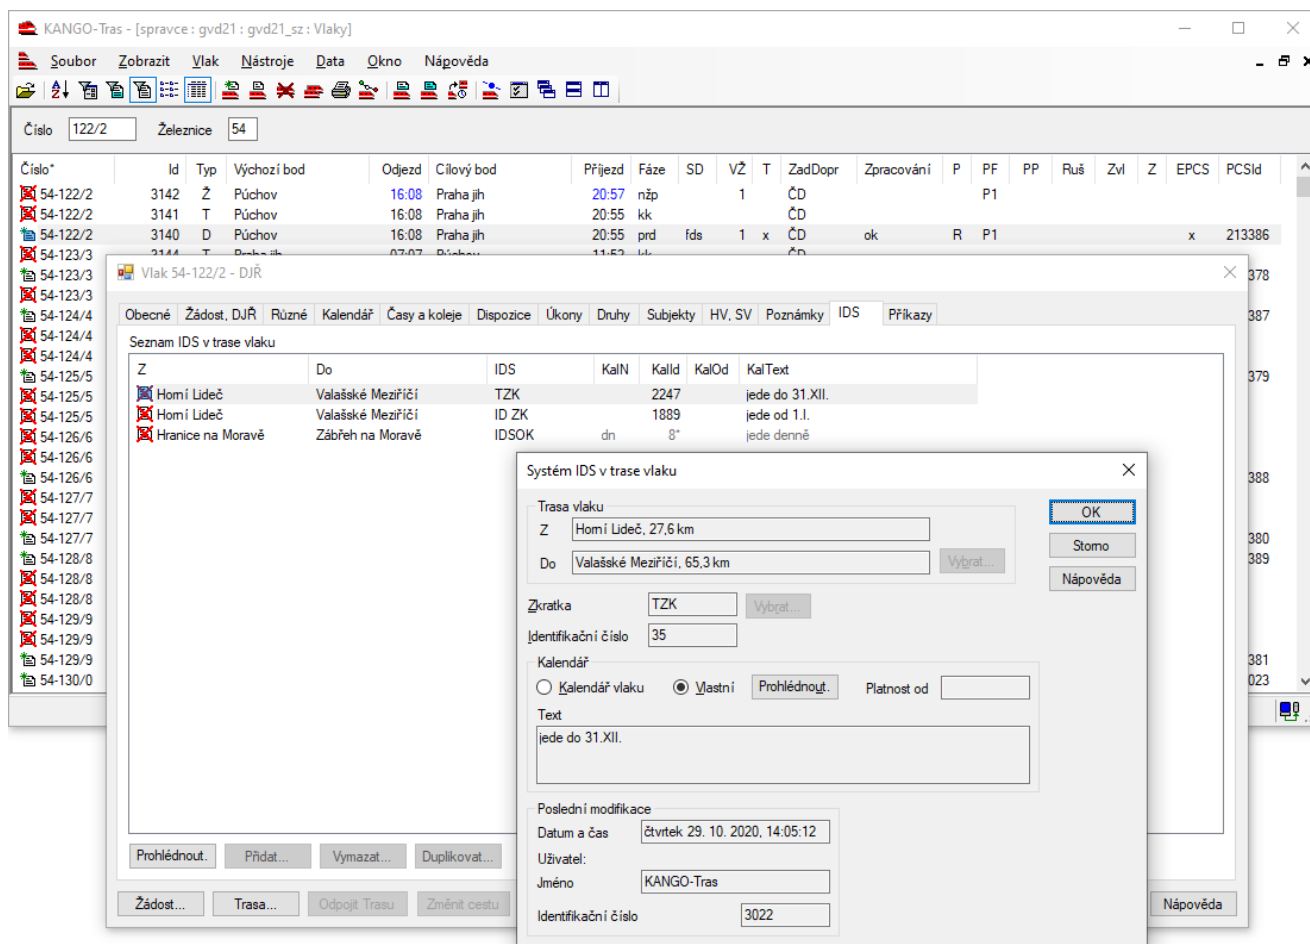 KANGO-Tras - [spravce : gvd21 : gvd21_sz : Vlaky]
Soubor Zobrazit Vlak Nástroje Data Okno Nápověda
Číslo 122/2 Železnice 54
Číslo* Id Typ Výchozí bod Odjezd Cílový bod Příjezd Fáze SD VŽ T ZadDopr Zpracování P PF PP Ruš Zvl Z EPCS PCSId
54-122/2 3142 Ž Púchov 16:08 Praha jih 20:57 nžp 1 ČD P1
54-122/2 3141 T Púchov 16:08 Praha jih 20:55 kk ČD
54-122/2 3140 D Púchov 16:08 Praha jih 20:55 prd fds 1 x ČD ok R P1 x 213386
54-123/3 3144 T Praha jih 07:07 Púchov 11:52 kk ČD
54-123/3 378
54-123/3
54-124/4 387
54-124/4
54-124/4
54-125/5 379
54-125/5
54-125/5
54-126/6
54-126/6
54-126/6 388
54-127/7
54-127/7
54-127/7 380
54-128/8 389
54-128/8
54-128/8
54-129/9
54-129/9
54-129/9 381
54-130/0 023
Vlak 54-122/2 - DJŘ
Obecné Žádost, DJŘ Různé Kalendář Časy a koleje Dispozice Úkony Druhy Subjekty HV, SV Poznámky IDS Příkazy
Seznam IDS v trase vlaku
Z Do IDS KalN KalId KalOd KalText
Horní Lideč Valašské Meziříčí TZK 2247 jede do 31.XII.
Horní Lideč Valašské Meziříčí ID ZK 1889 jede od 1.I.
Hranice na Moravě Zábřeh na Moravě IDSOK dn 8* jede denně
Prohlédnout. Přidat... Vymazat... Duplikovat...
Žádost... Trasa... Odpojit Trasu Změnit cestu Nápověda
Systém IDS v trase vlaku
Trasa vlaku
Z Horní Lideč, 27,6 km
Do Valašské Meziříčí, 65,3 km Vybrat...
OK
Storno
Nápověda
Zkratka TZK Vybrat...
Identifikační číslo 35
Kalendář
Kalendář vlaku Vlastní Prohlédnout. Platnost od
Text
jede do 31.XII.
Poslední modifikace
Datum a čas čtvrtek 29. 10. 2020, 14:05:12
Uživatel:
Jméno KANGO-Tras
Identifikační číslo 3022